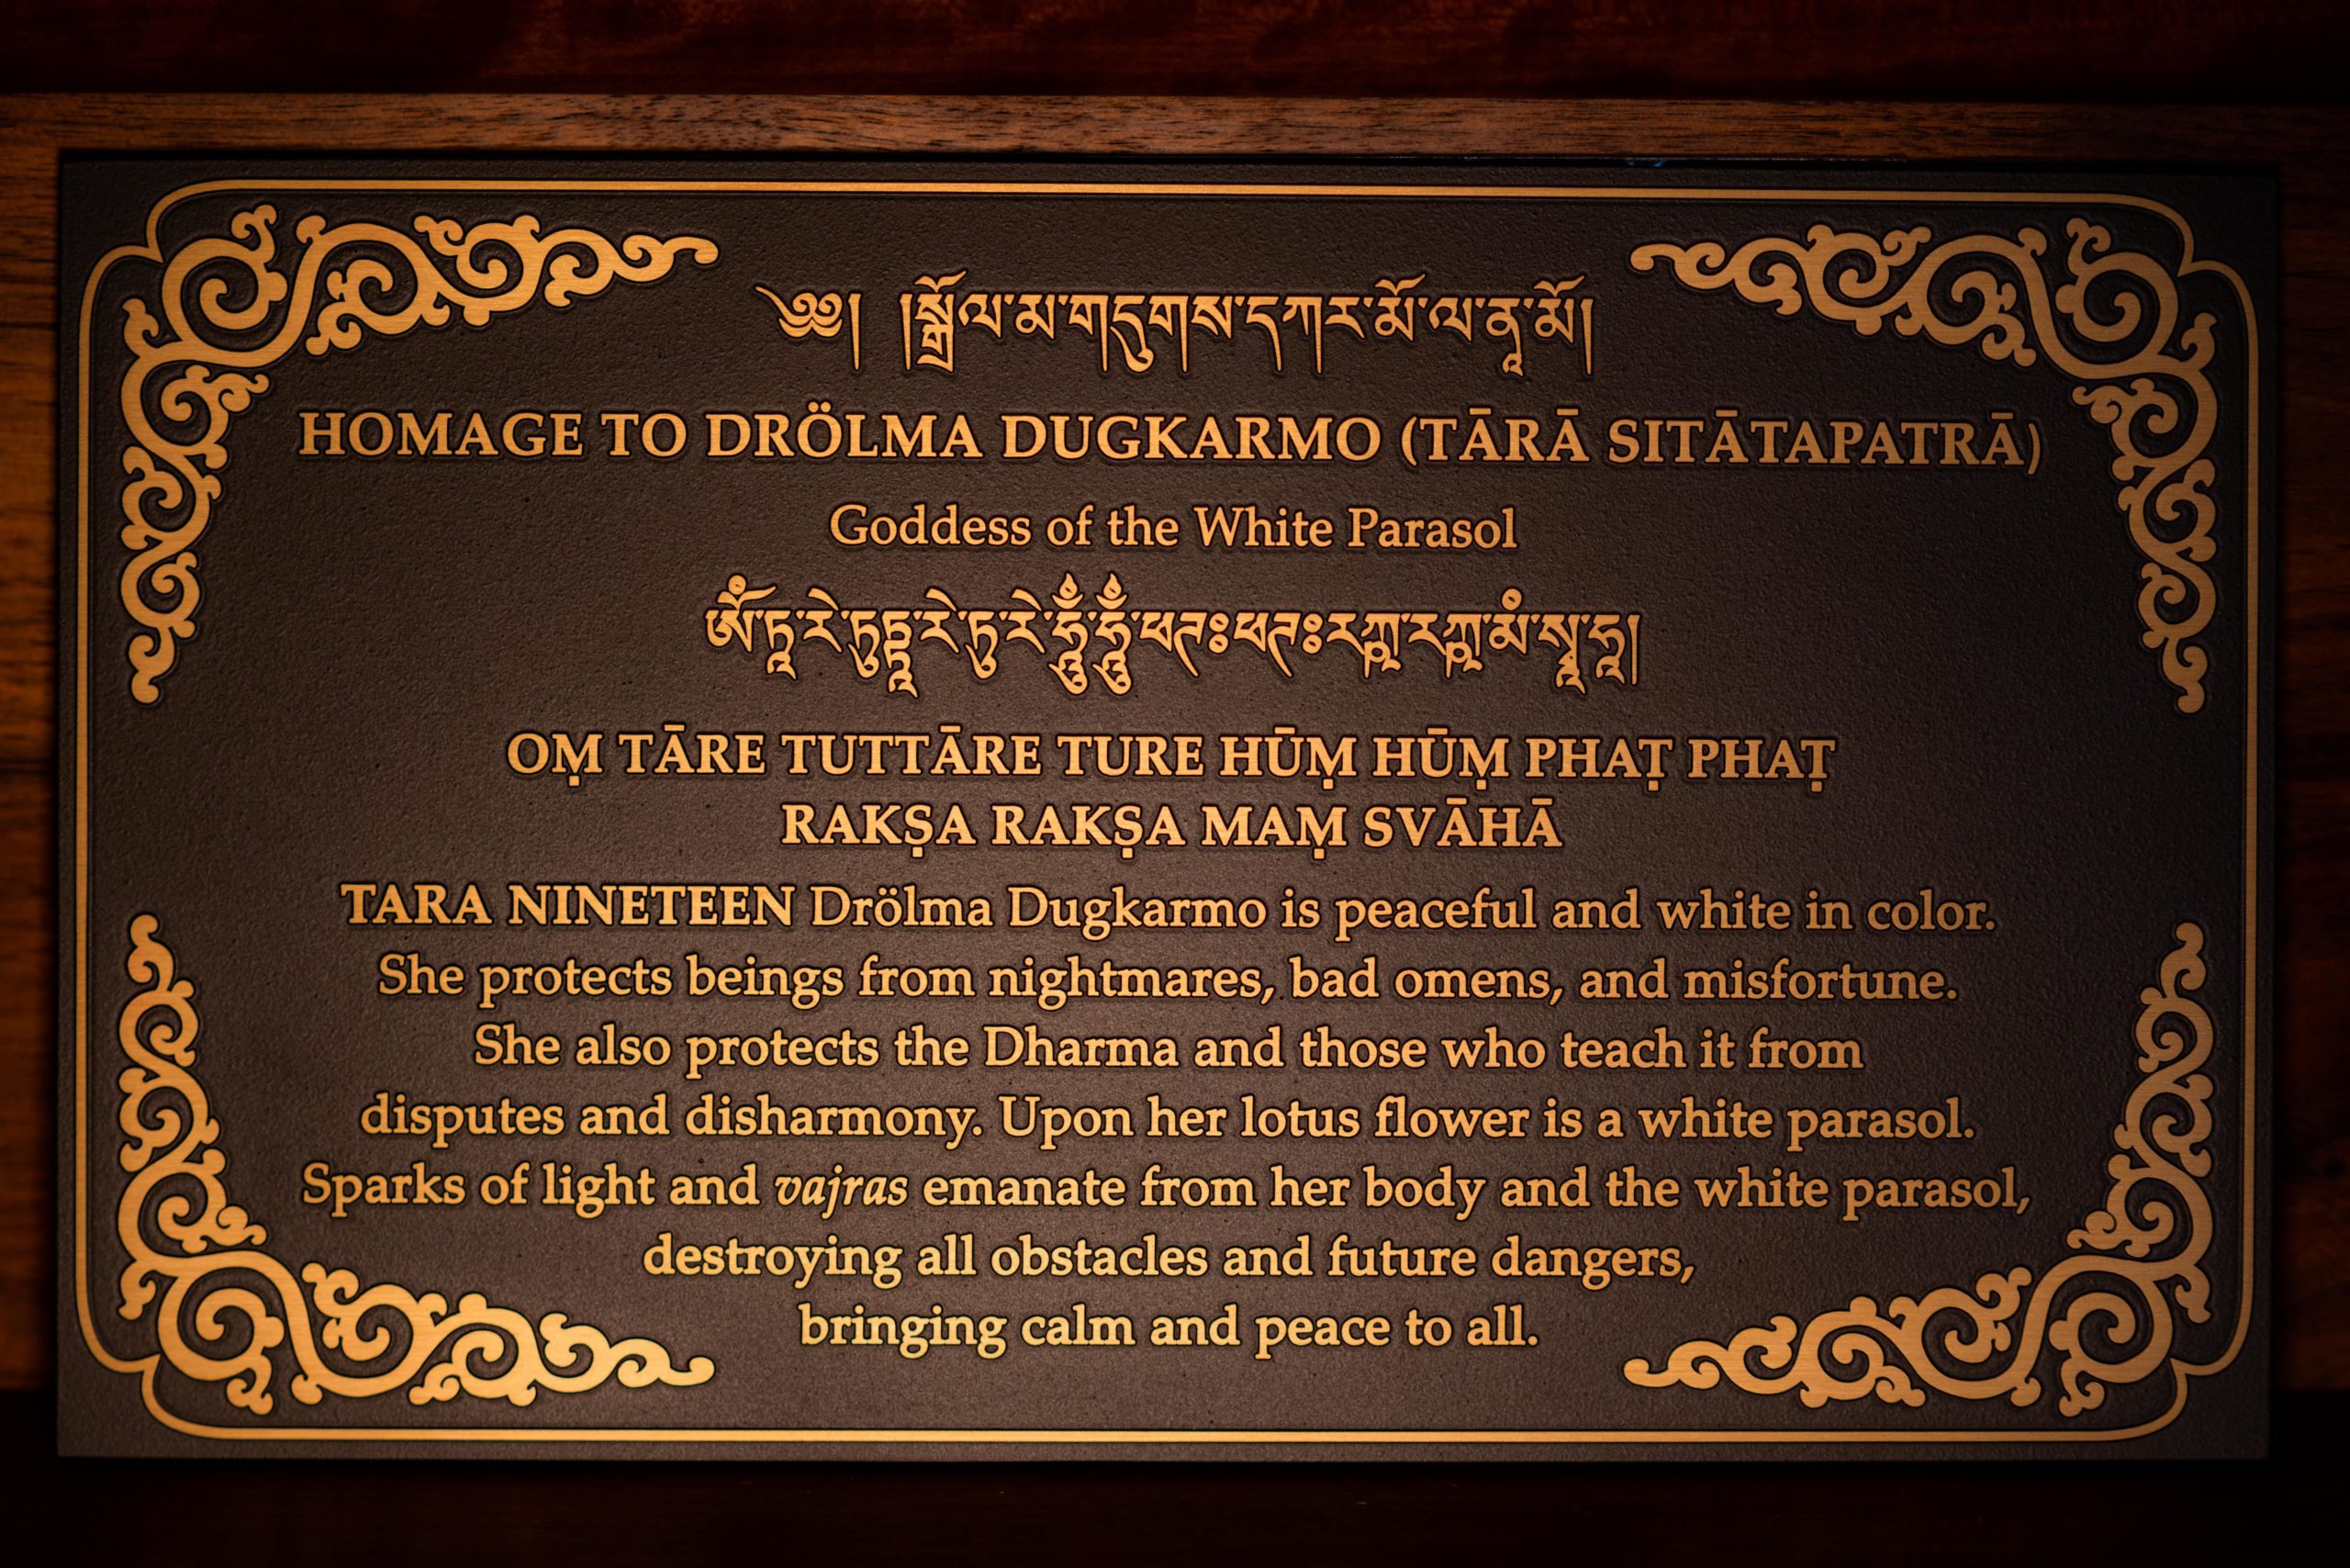 ༄༅། །སྒྲོལ་མ་གདུགས་དཀར་མོ་ལ་ན་མོ།
HOMAGE TO DRÖLMA DUGKARMO (TĀRĀ SITĀTAPATRĀ)
Goddess of the White Parasol
ༀ་ཏཱ་རེ་ཏུཏྟཱ་རེ་ཏུ་རེ་ཧཱུྃ་ཧཱུྃ་ཕཊཿཕཊཿརཀྵ་རཀྵ་མཾ་སྭཱ་ཧཱ།
OṂ TĀRE TUTTĀRE TURE HŪṂ HŪṂ PHAṬ PHAṬ
RAKṢA RAKṢA MAṂ SVĀHĀ
TARA NINETEEN Drölma Dugkarmo is peaceful and white in color.
She protects beings from nightmares, bad omens, and misfortune.
She also protects the Dharma and those who teach it from
disputes and disharmony. Upon her lotus flower is a white parasol.
Sparks of light and vajras emanate from her body and the white parasol,
destroying all obstacles and future dangers,
bringing calm and peace to all.